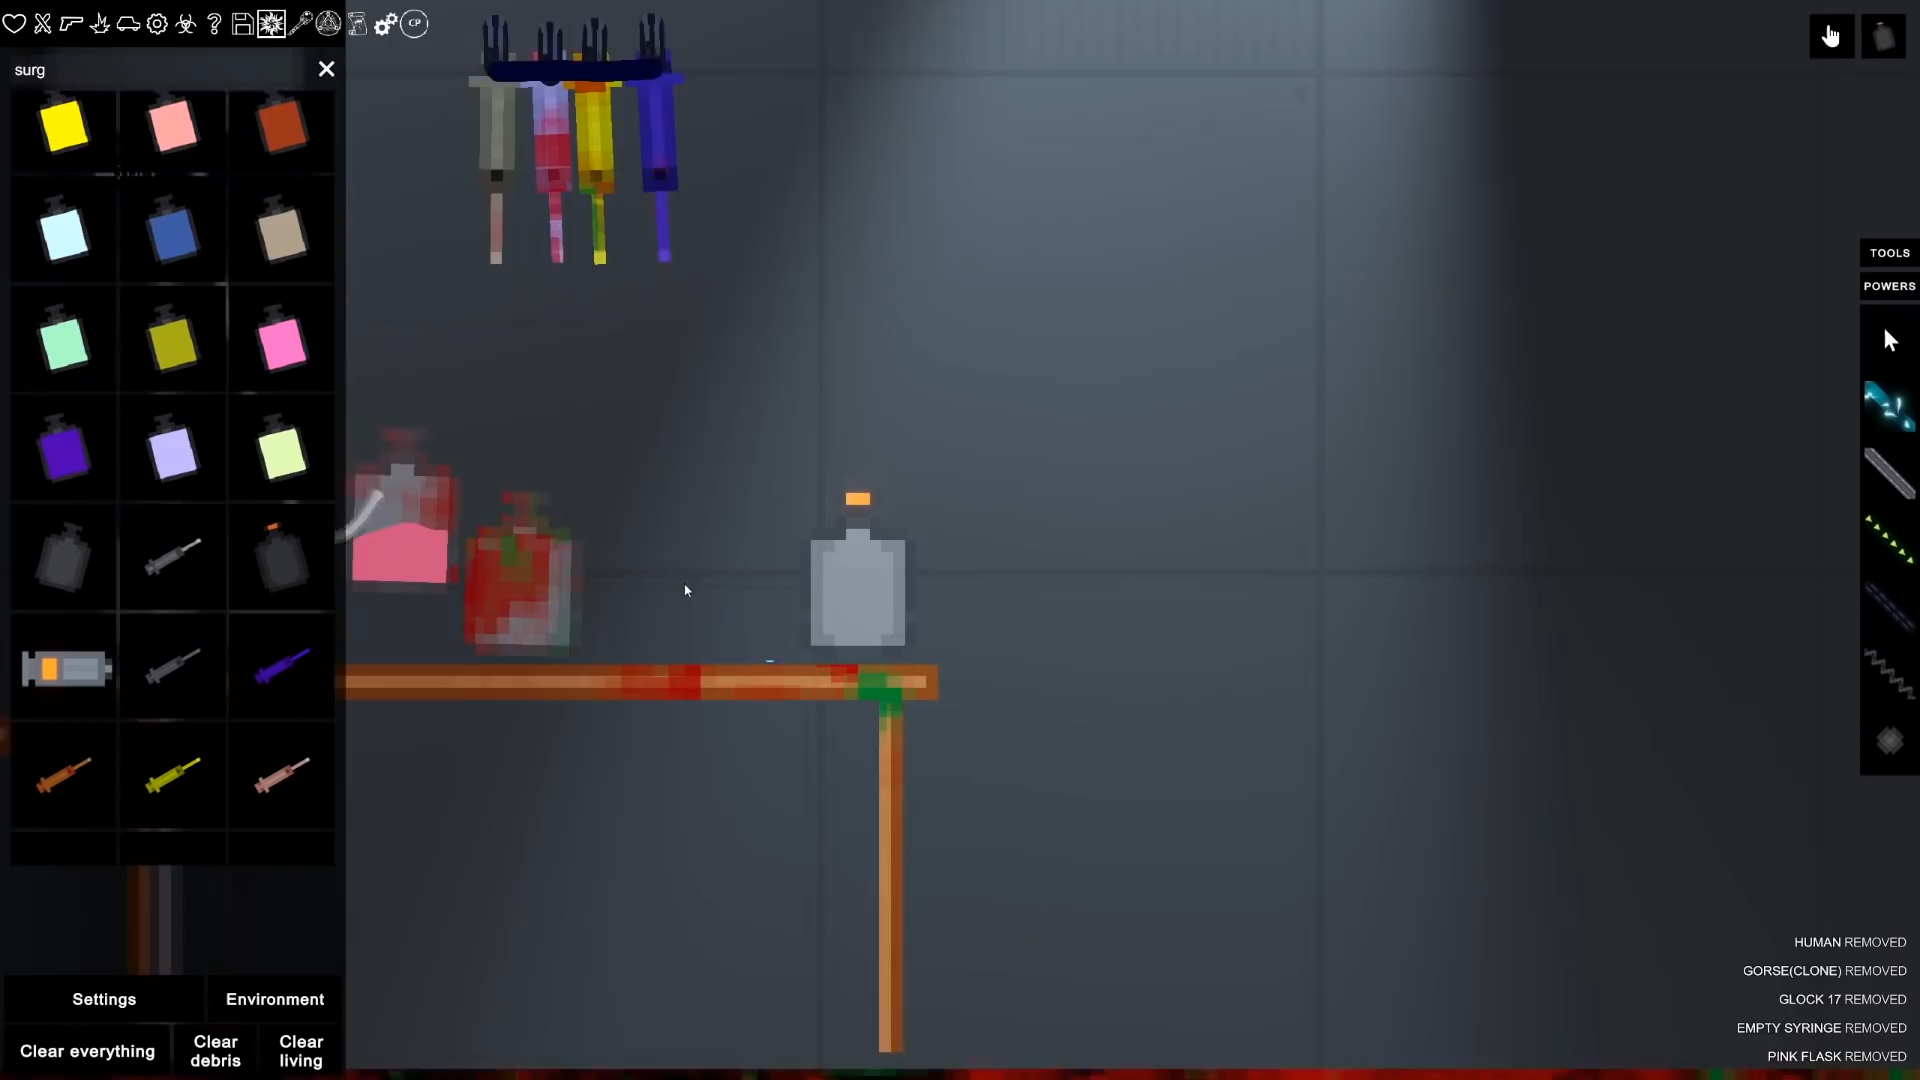 CP
surg
TOOLS
POWERS
HUMAN REMOVED
GORSE(CLONE) REMOVED
GLOCK 17 REMOVED
EMPTY SYRINGE REMOVED
PINK FLASK REMOVED
Settings
Environment
Clear everything
Clear
debris
Clear
living